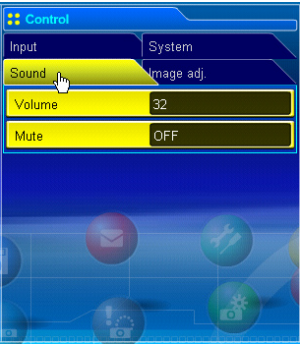 Control
Input System
Sound Image adj.
Volume 32
Mute OFF